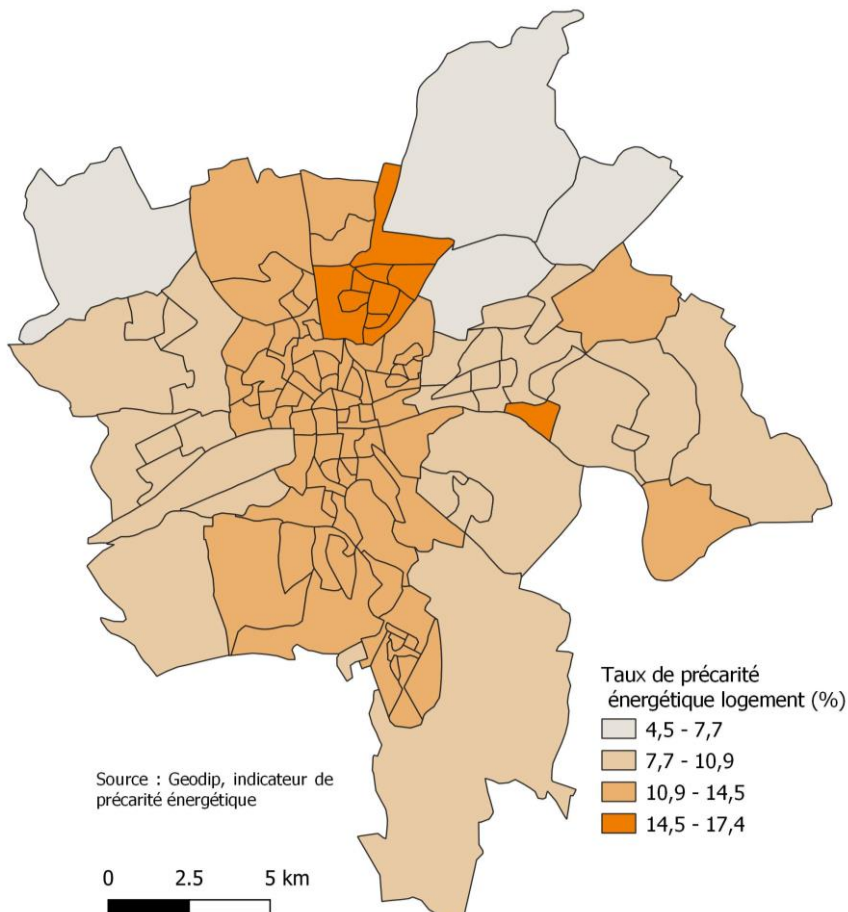 Taux de précarité
énergétique logement (%)
4,5 - 7,7
7,7 - 10,9
10,9 - 14,5
14,5 - 17,4
Source : Geodip, indicateur de
précarité énergétique
0 2.5 5 km